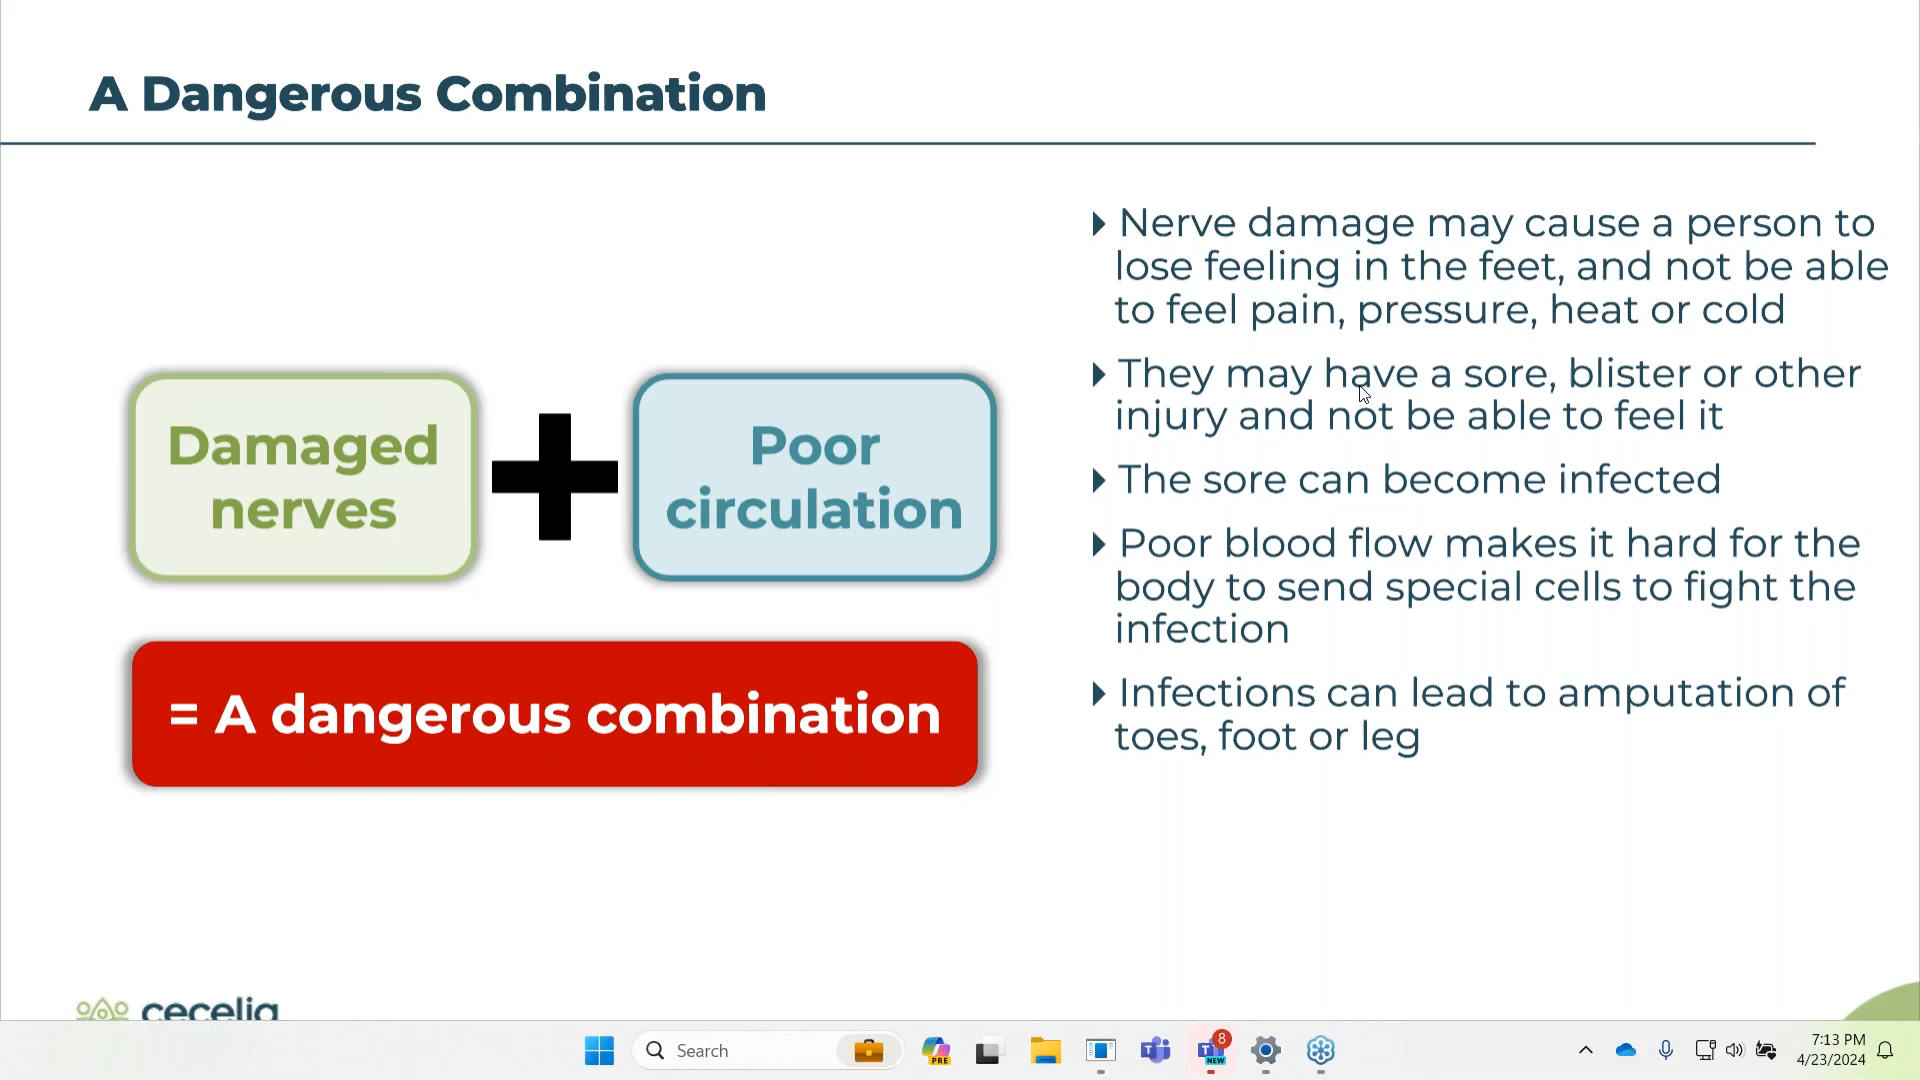 A Dangerous Combination
Damaged
nerves
Poor
circulation
= A dangerous combination
Nerve damage may cause a person to
lose feeling in the feet, and not be able
to feel pain, pressure, heat or cold
They may have a sore, blister or other
injury and not be able to feel it
The sore can become infected
Poor blood flow makes it hard for the
body to send special cells to fight the
infection
Infections can lead to amputation of
toes, foot or leg
cecelia
Search
PRE
8
NEW
7:13 PM
4/23/2024